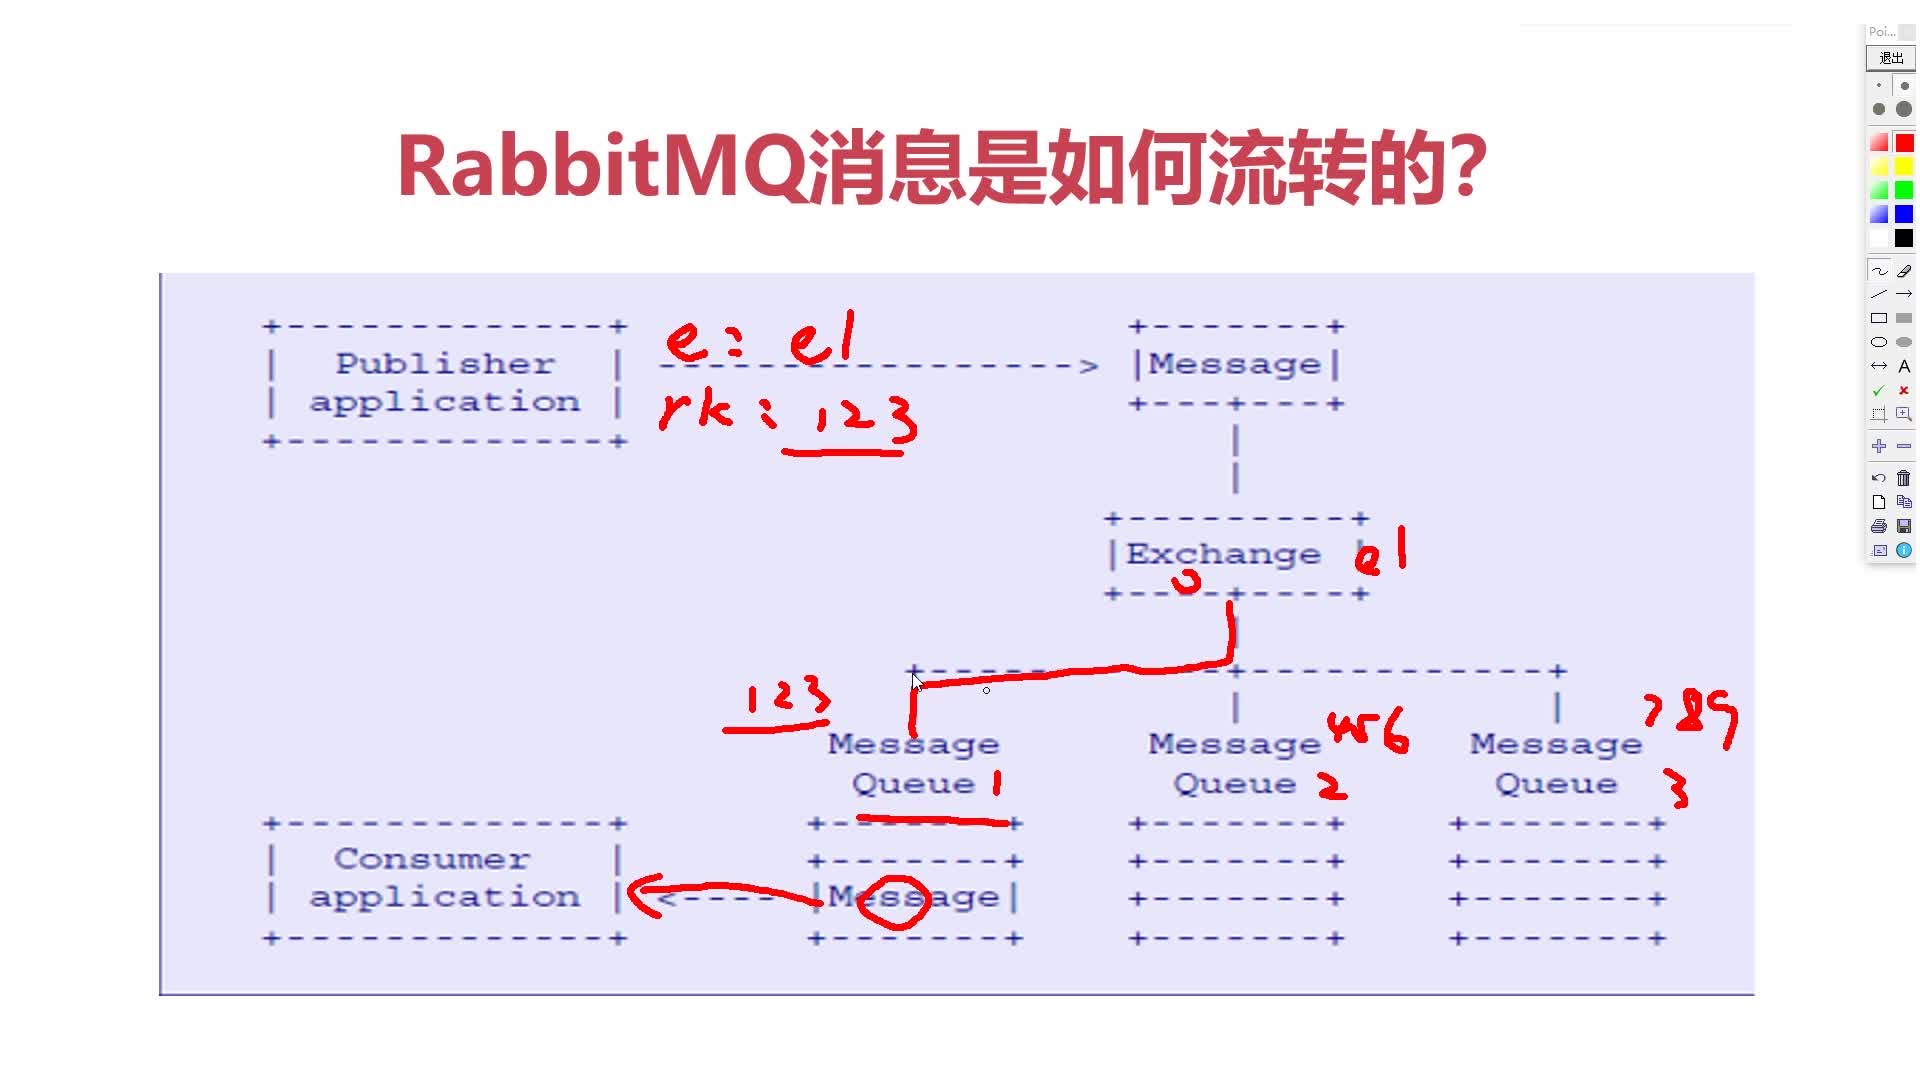 Poi...
退出
RabbitMQ消息是如何流转的?
e: e1
Publisher application
Message
rk: 123
Exchange
e1
123
456
789
Message Queue 1
Message Queue 2
Message Queue 3
Consumer application
Message
A